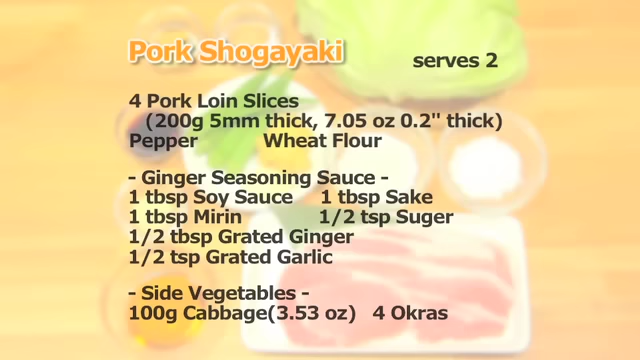 Pork Shogayaki serves 2
4 Pork Loin Slices
(200g 5mm thick, 7.05 oz 0.2" thick)
Pepper Wheat Flour
- Ginger Seasoning Sauce -
1 tbsp Soy Sauce 1 tbsp Sake
1 tbsp Mirin 1/2 tsp Suger
1/2 tbsp Grated Ginger
1/2 tsp Grated Garlic
- Side Vegetables -
100g Cabbage(3.53 oz) 4 Okras